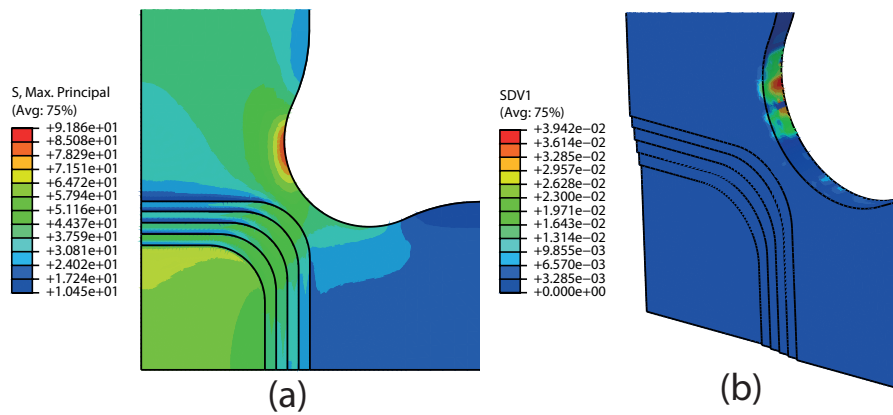 S, Max. Principal
(Avg: 75%)
+9.186e+01
+8.508e+01
+7.829e+01
+7.151e+01
+6.472e+01
+5.794e+01
+5.116e+01
+4.437e+01
+3.759e+01
+3.081e+01
+2.402e+01
+1.724e+01
+1.045e+01
(a)
SDV1
(Avg: 75%)
+3.942e−02
+3.614e−02
+3.285e−02
+2.957e−02
+2.628e−02
+2.300e−02
+1.971e−02
+1.643e−02
+1.314e−02
+9.855e−03
+6.570e−03
+3.285e−03
+0.000e+00
(b)